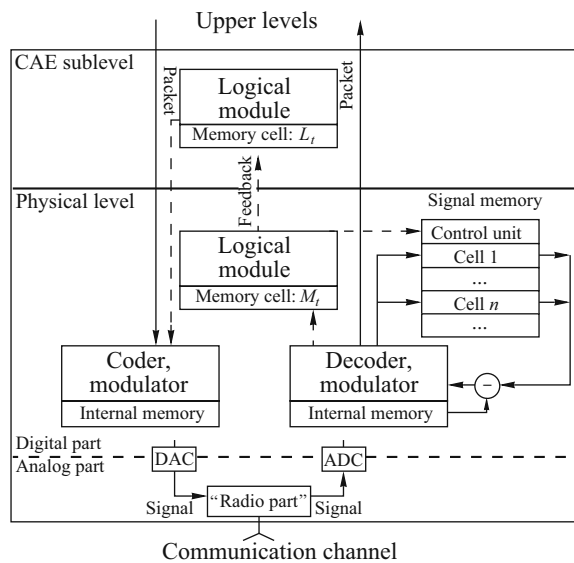 Upper levels
CAE sublevel
Packet
Packet
Logical
module
Memory cell: L_t
Physical level
Feedback
Signal memory
Logical
module
Memory cell: M_t
Control unit
Cell 1
...
Cell n
...
Coder,
modulator
Internal memory
Decoder,
modulator
Internal memory
−
Digital part
Analog part
DAC
ADC
Signal
“Radio part”
Signal
Communication channel